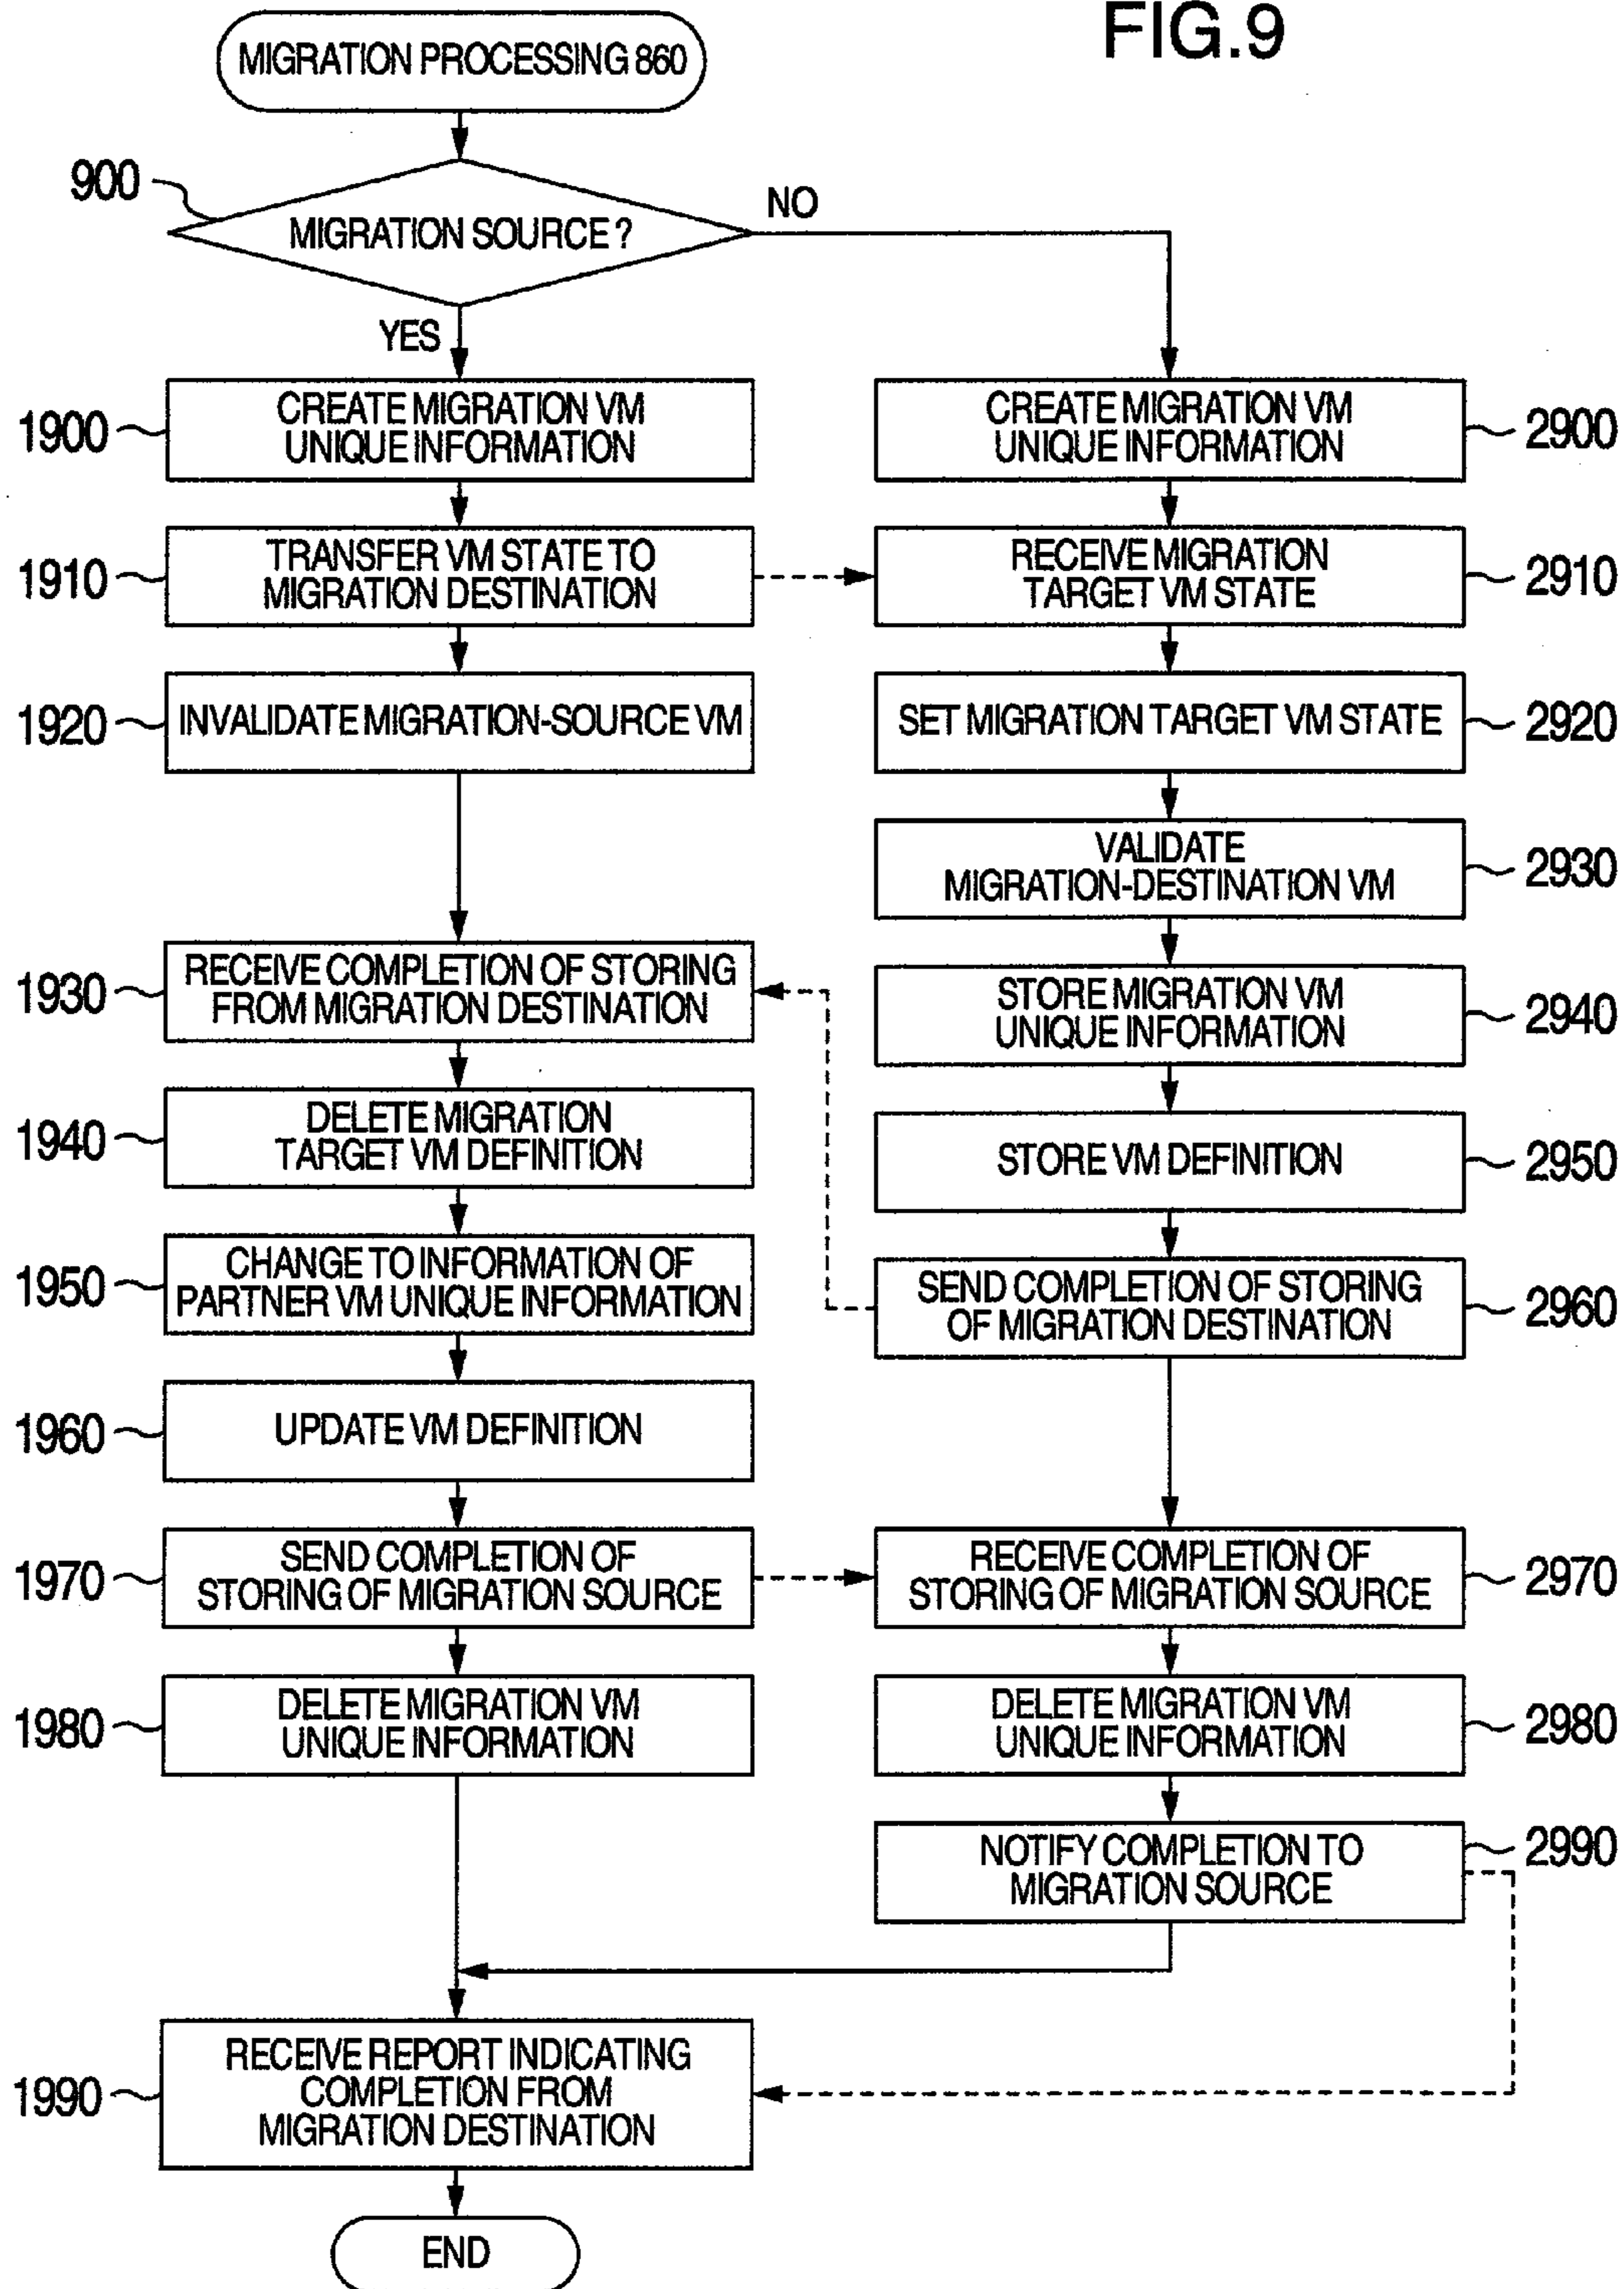 FIG.9
MIGRATION PROCESSING 860
900
MIGRATION SOURCE ?
NO
YES
1900
CREATE MIGRATION VM
UNIQUE INFORMATION
CREATE MIGRATION VM
UNIQUE INFORMATION
2900
1910
TRANSFER VM STATE TO
MIGRATION DESTINATION
RECEIVE MIGRATION
TARGET VM STATE
2910
1920
INVALIDATE MIGRATION-SOURCE VM
SET MIGRATION TARGET VM STATE
2920
VALIDATE
MIGRATION-DESTINATION VM
2930
1930
RECEIVE COMPLETION OF STORING
FROM MIGRATION DESTINATION
STORE MIGRATION VM
UNIQUE INFORMATION
2940
1940
DELETE MIGRATION
TARGET VM DEFINITION
STORE VM DEFINITION
2950
1950
CHANGE TO INFORMATION OF
PARTNER VM UNIQUE INFORMATION
SEND COMPLETION OF STORING
OF MIGRATION DESTINATION
2960
1960
UPDATE VM DEFINITION
1970
SEND COMPLETION OF
STORING OF MIGRATION SOURCE
RECEIVE COMPLETION OF
STORING OF MIGRATION SOURCE
2970
1980
DELETE MIGRATION VM
UNIQUE INFORMATION
DELETE MIGRATION VM
UNIQUE INFORMATION
2980
NOTIFY COMPLETION TO
MIGRATION SOURCE
2990
1990
RECEIVE REPORT INDICATING
COMPLETION FROM
MIGRATION DESTINATION
END